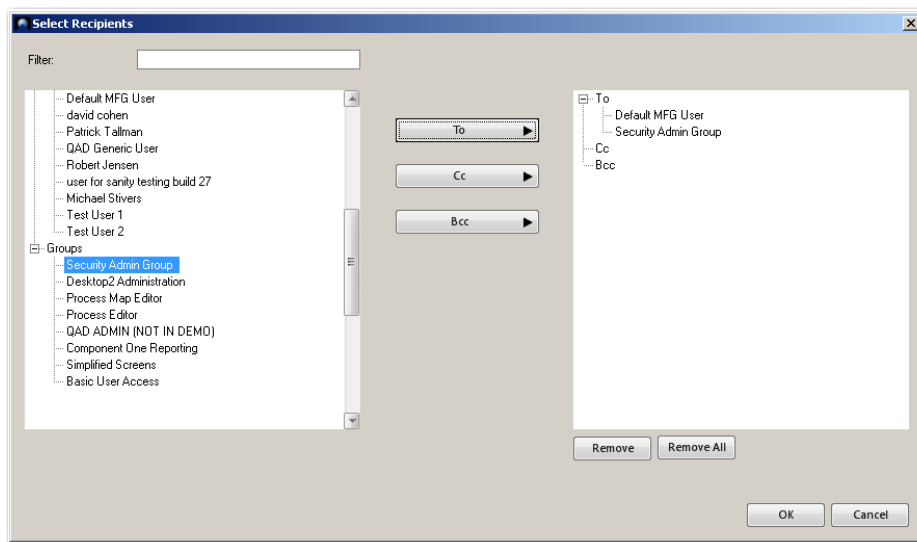 Select Recipients
Filter:
Default MFG User
david cohen
Patrick Tallman
QAD Generic User
Robert Jensen
user for sanity testing build 27
Michael Stivers
Test User 1
Test User 2
Groups
Security Admin Group
Desktop2 Administration
Process Map Editor
Process Editor
QAD ADMIN (NOT IN DEMO)
Component One Reporting
Simplified Screens
Basic User Access
To
Cc
Bcc
To
Default MFG User
Security Admin Group
Cc
Bcc
Remove
Remove All
OK
Cancel